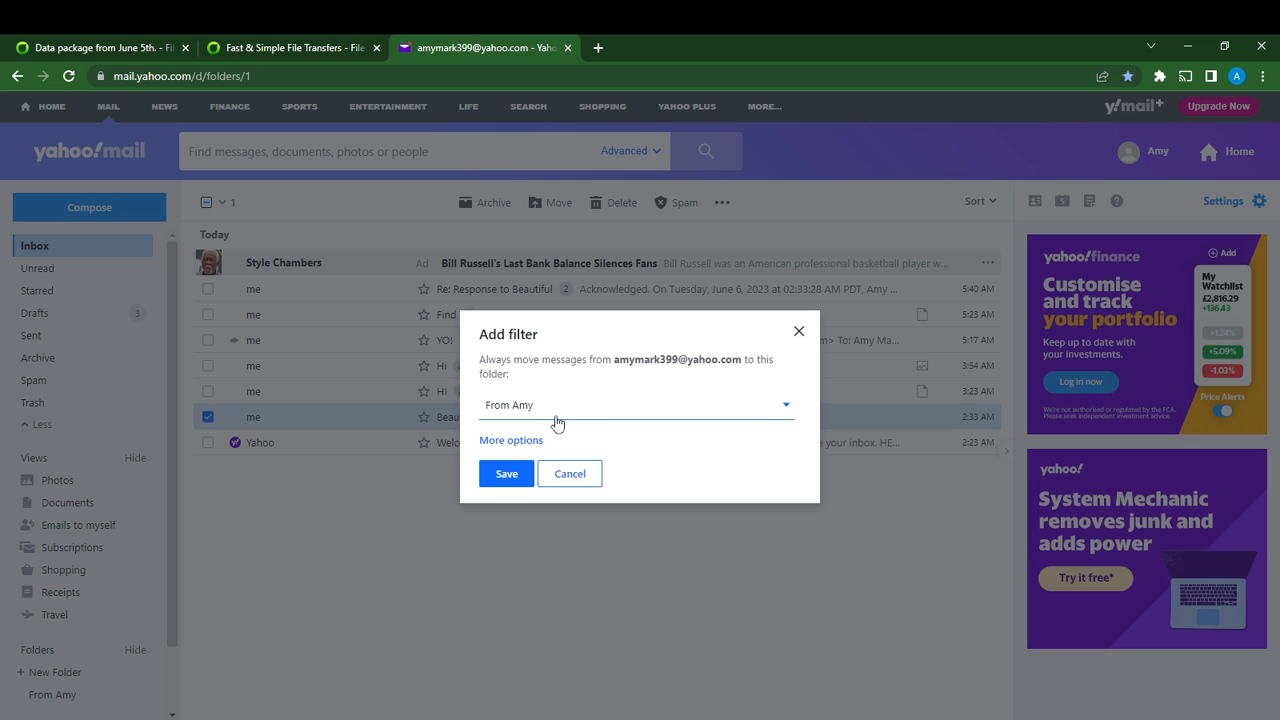 Data package from June 5th. - Fil
Fast & Simple File Transfers - File
amymark399@yahoo.com - Yaho
mail.yahoo.com/d/folders/1
A
HOME MAIL NEWS FINANCE SPORTS ENTERTAINMENT LIFE SEARCH SHOPPING YAHOO PLUS MORE... y!mail+ Upgrade Now
yahoo!mail Find messages, documents, photos or people Advanced Amy Home
Compose 1 Archive Move Delete Spam Sort Settings
Today
Inbox
Unread
Starred
Drafts 3
Sent
Archive
Spam
Trash
Less
Views Hide
Photos
Documents
Emails to myself
Subscriptions
Shopping
Receipts
Travel
Folders Hide
+ New Folder
From Amy
Style Chambers Ad Bill Russell's Last Bank Balance Silences Fans Bill Russell was an American professional basketball player w...
me Re: Response to Beautiful 2 Acknowledged. On Tuesday, June 6, 2023 at 02:33:28 AM PDT, Amy ... 5:40 AM
me Find 5:23 AM
me YO! m> To: Amy Ma... 5:17 AM
me Hi 3:54 AM
me HI 3:23 AM
me Beau 2:33 AM
Yahoo Welc e your inbox. HE... 2:23 AM
Add filter
Always move messages from amymark399@yahoo.com to this
folder:
From Amy
More options
Save Cancel
yahoo!finance
Customise
and track
your portfolio
Keep up to date with
your investments.
Log in now
We're not authorised or regulated by the FCA.
Please seek independent investment advice.
Add
My
Watchlist
£2,816.29
+136.43
+1.24%
+5.09%
-1.03%
Price Alerts
yahoo!
System Mechanic
removes junk and
adds power
Try it free*